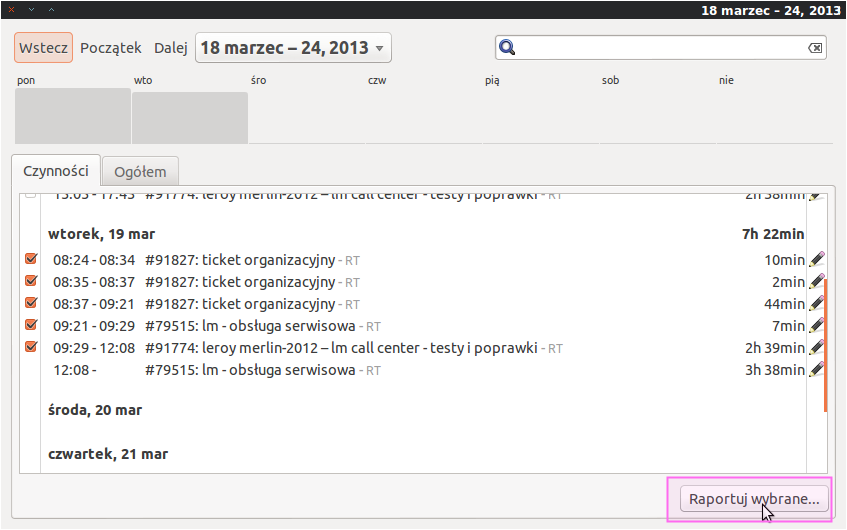 18 marzec – 24, 2013
Wstecz Początek Dalej 18 marzec – 24, 2013
pon wto śro czw pią sob nie
Czynności Ogółem
13:05 - 17:43 #91774: leroy merlin-2012 – lm call center - testy i poprawki - RT 2h 38min
wtorek, 19 mar 7h 22min
08:24 - 08:34 #91827: ticket organizacyjny - RT 10min
08:35 - 08:37 #91827: ticket organizacyjny - RT 2min
08:37 - 09:21 #91827: ticket organizacyjny - RT 44min
09:21 - 09:29 #79515: lm - obsługa serwisowa - RT 7min
09:29 - 12:08 #91774: leroy merlin-2012 – lm call center - testy i poprawki - RT 2h 39min
12:08 - #79515: lm - obsługa serwisowa - RT 3h 38min
środa, 20 mar
czwartek, 21 mar
Raportuj wybrane...